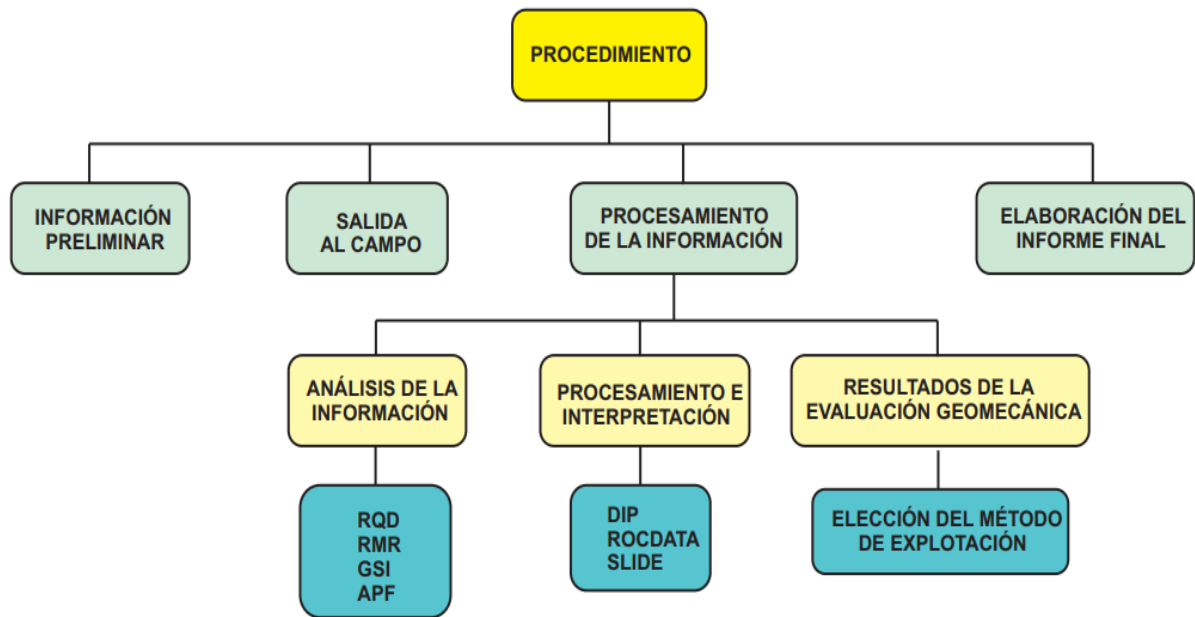 PROCEDIMIENTO
INFORMACIÓN
PRELIMINAR
SALIDA
AL CAMPO
PROCESAMIENTO
DE LA INFORMACIÓN
ELABORACIÓN DEL
INFORME FINAL
ANÁLISIS DE LA
INFORMACIÓN
PROCESAMIENTO E
INTERPRETACIÓN
RESULTADOS DE LA
EVALUACIÓN GEOMECÁNICA
RQD
RMR
GSI
APF
DIP
ROCDATA
SLIDE
ELECCIÓN DEL MÉTODO
DE EXPLOTACIÓN